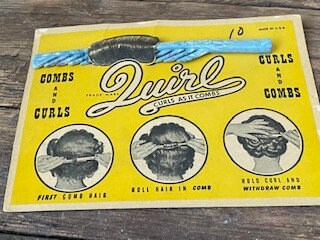 MADE IN U.S.A.
10
COMBS
AND
CURLS
TRADE MARK
Quirl
CURLS AS IT COMBS
CURLS
AND
COMBS
FIRST COMB HAIR
ROLL HAIR IN COMB
HOLD CURL AND
WITHDRAW COMB